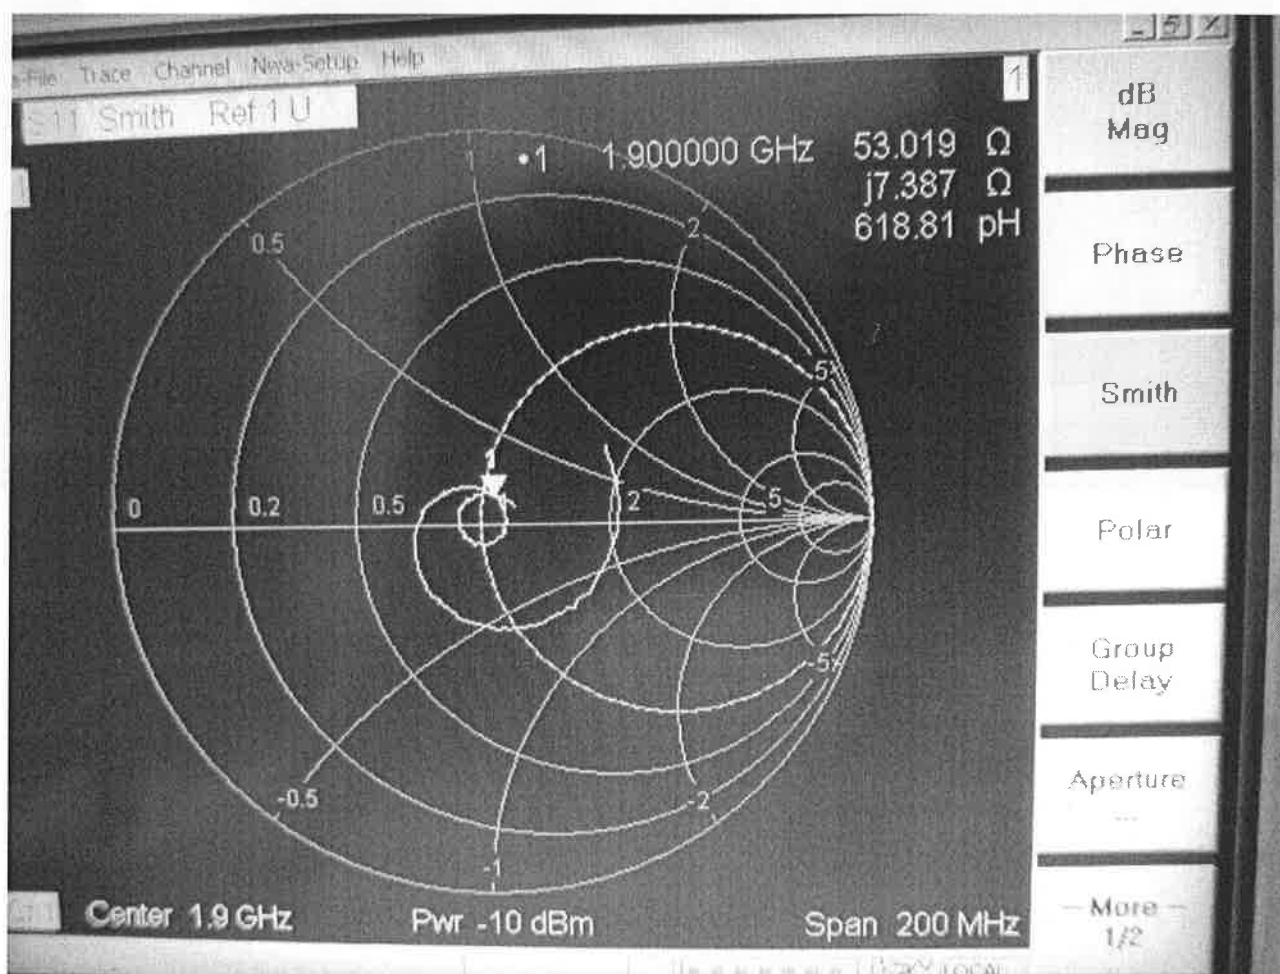 File Trace Channel Nwa-Setup Help
S11 Smith Ref 1 U
1
•1 1.900000 GHz 53.019 Ω
j7.387 Ω
618.81 pH
1
0.5
2
5
1
0
0.2
0.5
2
5
-5
-0.5
-2
-1
Center 1.9 GHz Pwr -10 dBm Span 200 MHz
dB
Mag
Phase
Smith
Polar
Group
Delay
Aperture
...
— More —
1/2
LOCAL